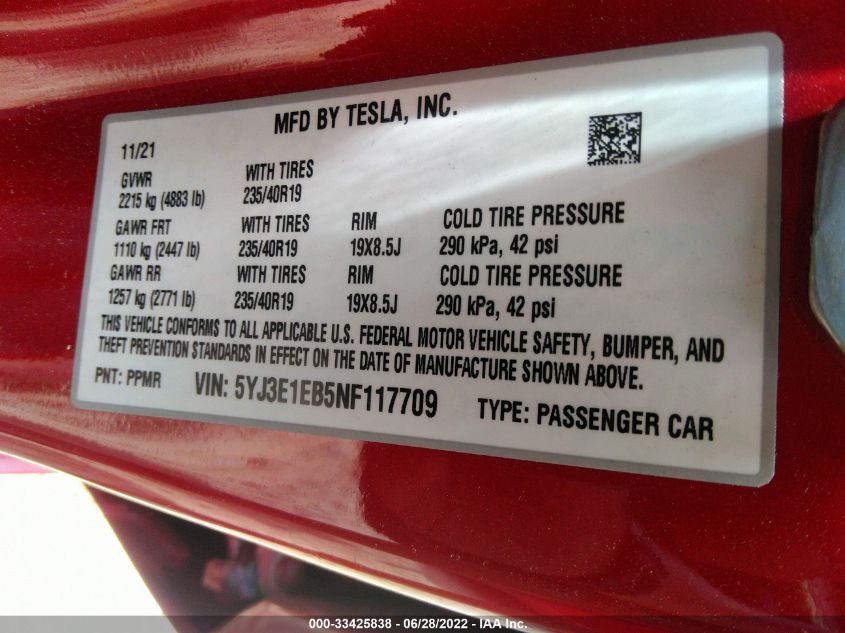 MFD BY TESLA, INC.
11/21
GVWR WITH TIRES
2215 kg (4883 lb) 235/40R19
GAWR FRT WITH TIRES RIM COLD TIRE PRESSURE
1110 kg (2447 lb) 235/40R19 19X8.5J 290 kPa, 42 psi
GAWR RR WITH TIRES RIM COLD TIRE PRESSURE
1257 kg (2771 lb) 235/40R19 19X8.5J 290 kPa, 42 psi
THIS VEHICLE CONFORMS TO ALL APPLICABLE U.S. FEDERAL MOTOR VEHICLE SAFETY, BUMPER, AND
THEFT PREVENTION STANDARDS IN EFFECT ON THE DATE OF MANUFACTURE SHOWN ABOVE.
PNT: PPMR VIN: 5YJ3E1EB5NF117709 TYPE: PASSENGER CAR
000-33425838 - 06/28/2022 - IAA Inc.